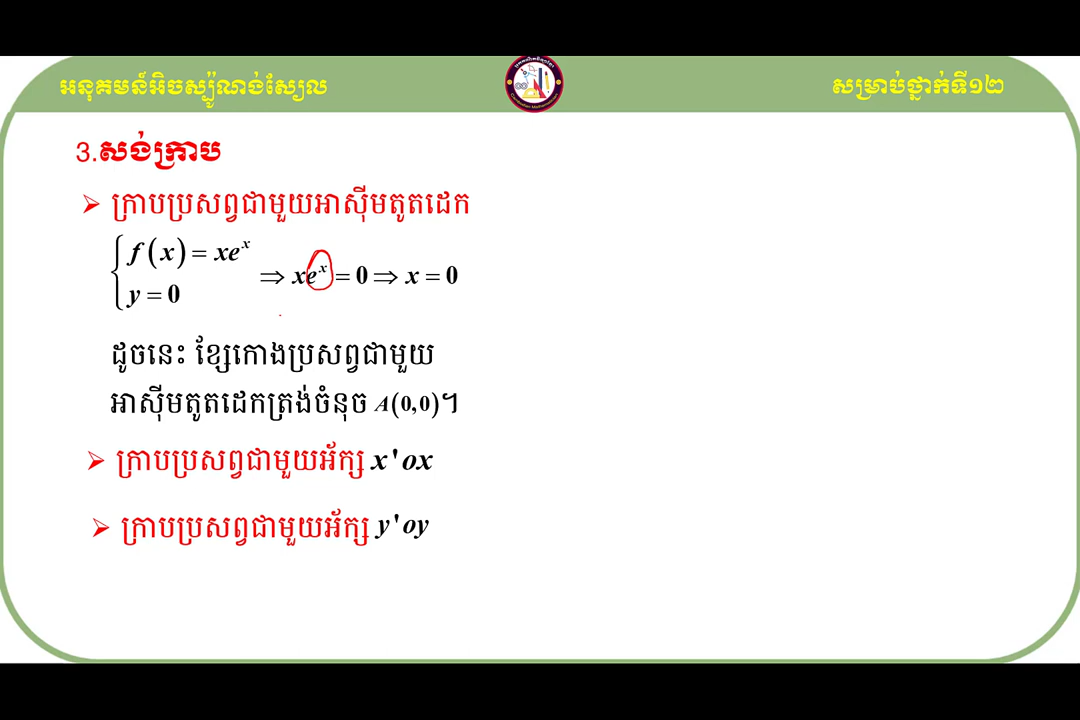 អនុគមន៍អិចស្ប៉ូណង់ស្យែល
សម្រាប់ថ្នាក់ទី១២
3.សង់ក្រាប
➢ ក្រាបប្រសព្វជាមួយអាស៊ីមតូតដេក
{ f(x) = xeˣ
y = 0
⇒ xeˣ = 0 ⇒ x = 0
ដូចនេះ ខ្សែកោងប្រសព្វជាមួយ
អាស៊ីមតូតដេកត្រង់ចំនុច A(0,0)។
➢ ក្រាបប្រសព្វជាមួយអ័ក្ស x'ox
➢ ក្រាបប្រសព្វជាមួយអ័ក្ស y'oy